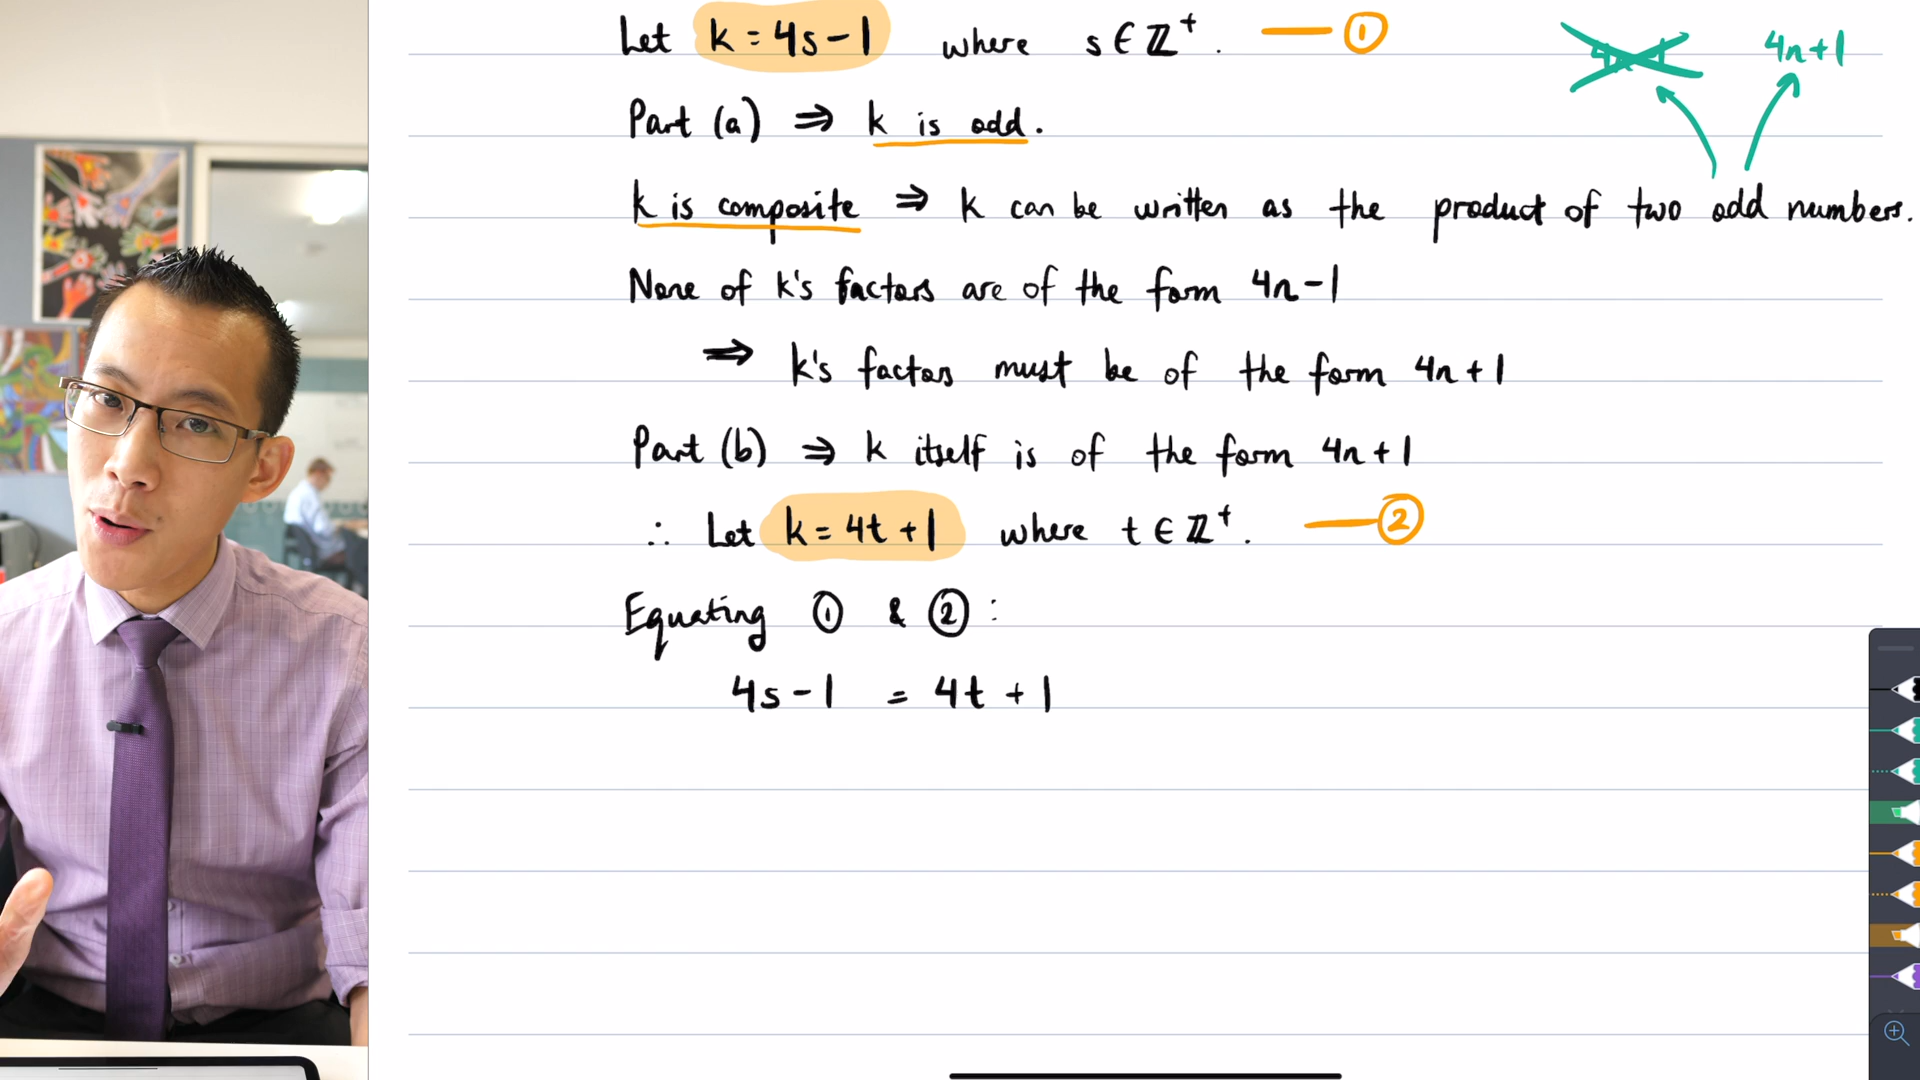 Let k = 4s - 1 where s ∈ ℤ⁺. ①
4n + 1
Part (a) ⇒ k is odd.
k is composite ⇒ k can be written as the product of two odd numbers.
None of k's factors are of the form 4n - 1
⇒ k's factors must be of the form 4n + 1
Part (b) ⇒ k itself is of the form 4n + 1
∴ Let k = 4t + 1 where t ∈ ℤ⁺. ②
Equating ① & ② :
4s - 1 = 4t + 1